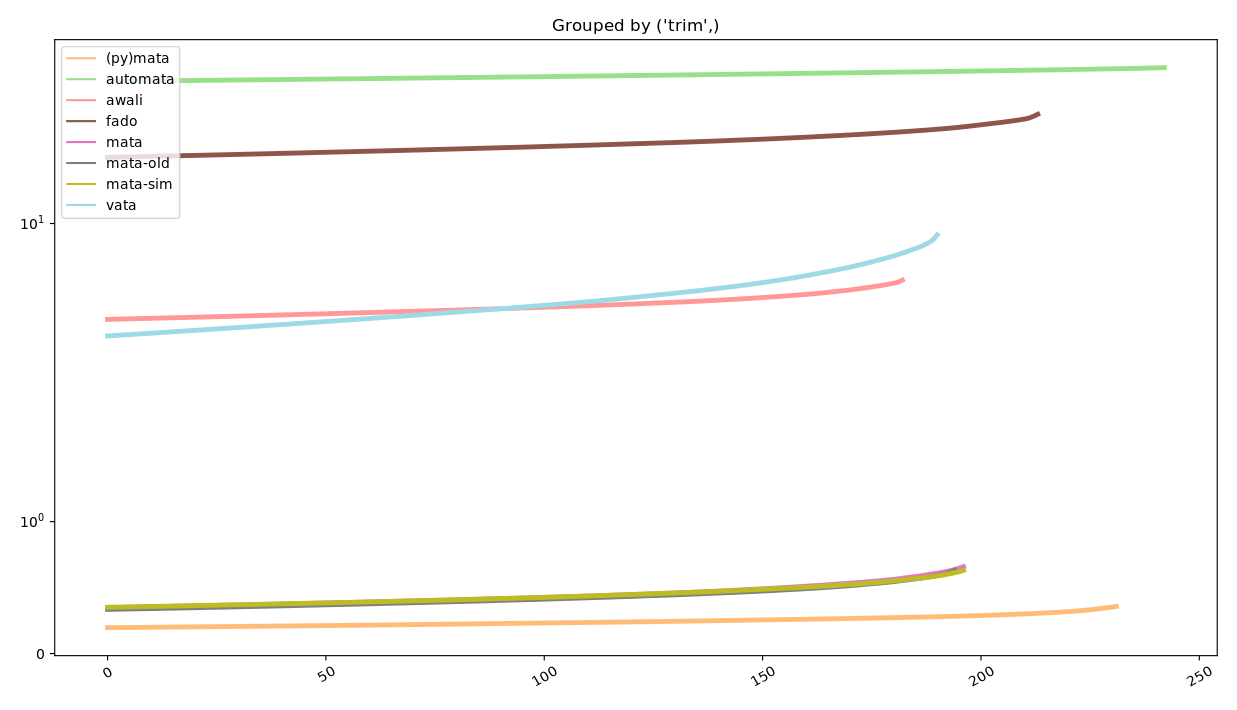 Grouped by ('trim',)
(py)mata
automata
awali
fado
mata
mata-old
mata-sim
vata
10¹
10⁰
0
0 50 100 150 200 250